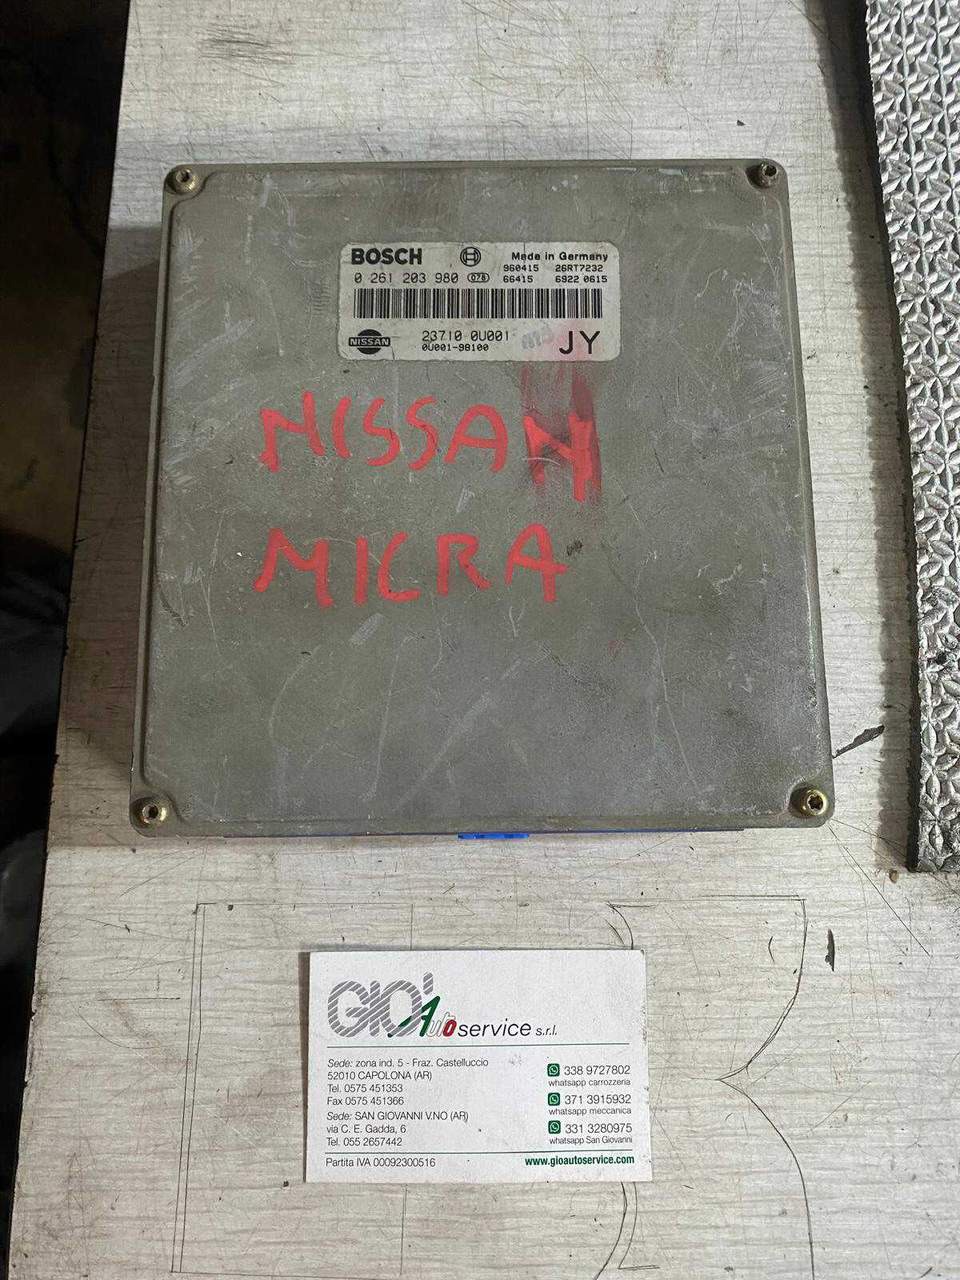 BOSCH Made in Germany
0 261 203 980 078 960415 26RT7232
66415 6922 0615
NISSAN 23710 0U001 JY
0U001-98100
NISSAN
MICRA
GIO' Auto service s.r.l.
Sede: zona ind. 5 - Fraz. Castelluccio
52010 CAPOLONA (AR)
Tel. 0575 451353
Fax 0575 451366
Sede: SAN GIOVANNI V.NO (AR)
via C. E. Gadda, 6
Tel. 055 2657442
338 9727802
whatsapp carrozzeria
371 3915932
whatsapp meccanica
331 3280975
whatsapp San Giovanni
Partita IVA 00092300516 www.gioautoservice.com